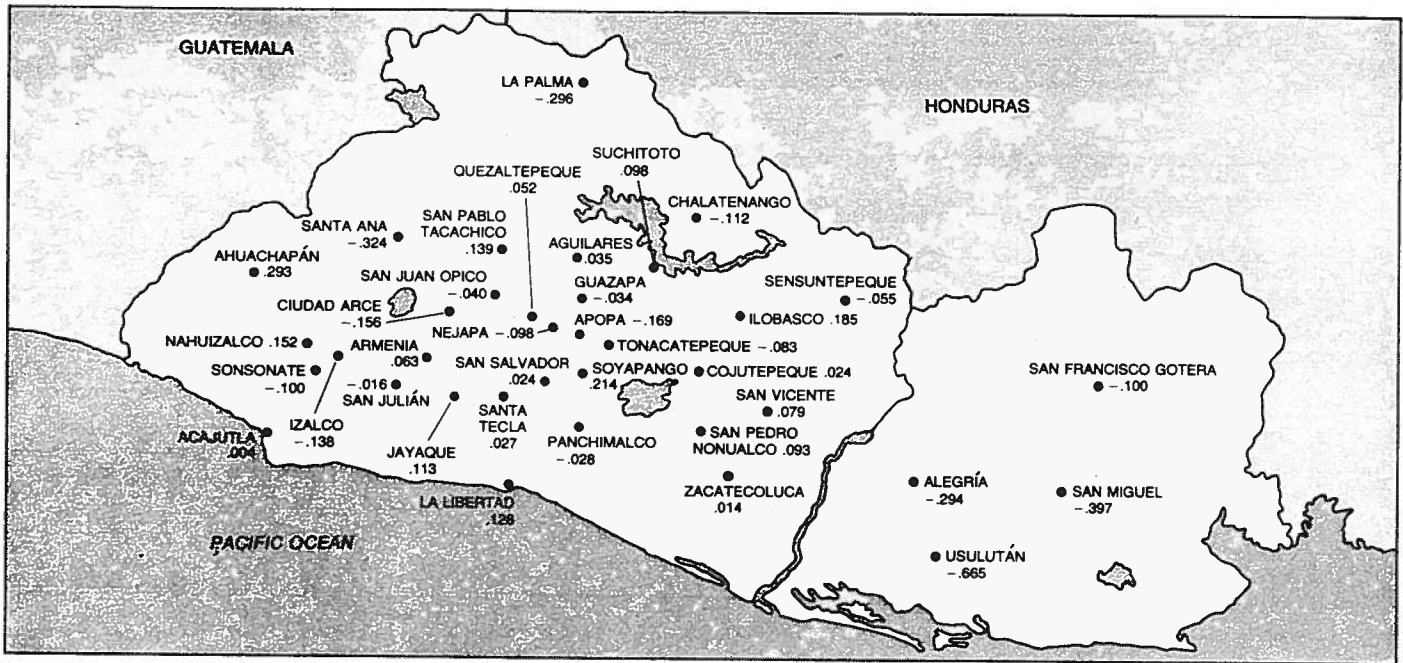 GUATEMALA
LA PALMA
– .296
HONDURAS
SUCHITOTO
.098
QUEZALTEPEQUE
.052
CHALATENANGO
– .112
SANTA ANA
– .324
SAN PABLO
TACACHICO
.139
AGUILARES
.035
AHUACHAPÁN
.293
SAN JUAN OPICO
– .040
GUAZAPA
– .034
SENSUNTEPEQUE
– .055
CIUDAD ARCE
– .156
NEJAPA – .098
APOPA – .169
ILOBASCO .185
NAHUIZALCO .152
ARMENIA
.063
TONACATEPEQUE – .083
SONSONATE
– .100
– .016
SAN JULIÁN
SAN SALVADOR
.024
SOYAPANGO
.214
COJUTEPEQUE .024
SAN FRANCISCO GOTERA
– .100
SAN VICENTE
.079
SANTA
TECLA
.027
IZALCO
– .138
ACAJUTLA
.004
JAYAQUE
.113
PANCHIMALCO
– .028
SAN PEDRO
NONUALCO .093
LA LIBERTAD
.128
ZACATECOLUCA
.014
ALEGRÍA
– .294
SAN MIGUEL
– .397
PACIFIC OCEAN
USULUTÁN
– .665